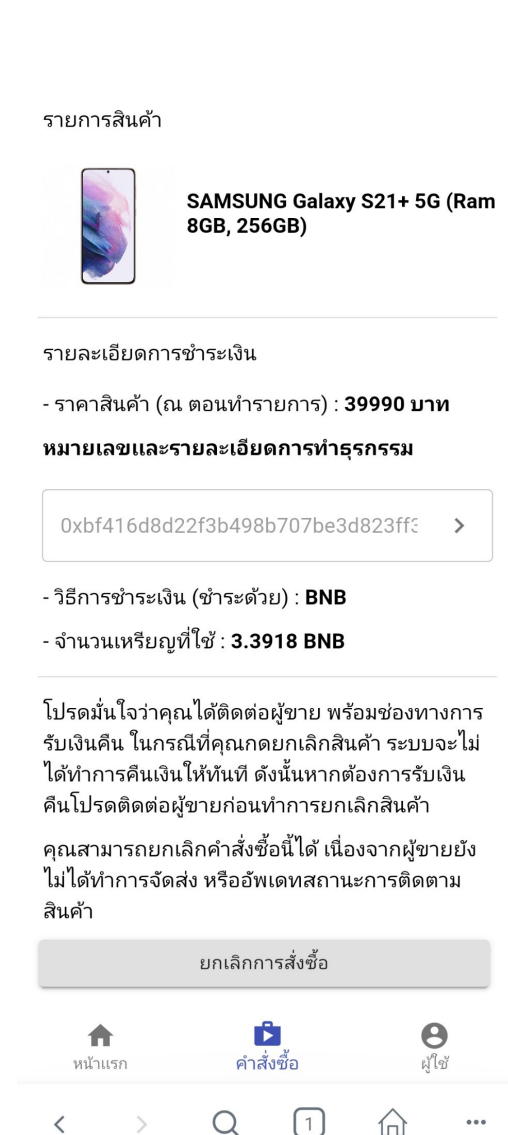 รายการสินค้า
SAMSUNG Galaxy S21+ 5G (Ram
8GB, 256GB)
รายละเอียดการชำระเงิน
- ราคาสินค้า (ณ ตอนทำรายการ) : 39990 บาท
หมายเลขและรายละเอียดการทำธุรกรรม
0xbf416d8d22f3b498b707be3d823ff3
- วิธีการชำระเงิน (ชำระด้วย) : BNB
- จำนวนเหรียญที่ใช้ : 3.3918 BNB
โปรดมั่นใจว่าคุณได้ติดต่อผู้ขาย พร้อมช่องทางการ
รับเงินคืน ในกรณีที่คุณกดยกเลิกสินค้า ระบบจะไม่
ได้ทำการคืนเงินให้ทันที ดังนั้นหากต้องการรับเงิน
คืนโปรดติดต่อผู้ขายก่อนทำการยกเลิกสินค้า
คุณสามารถยกเลิกคำสั่งซื้อนี้ได้ เนื่องจากผู้ขายยัง
ไม่ได้ทำการจัดส่ง หรืออัพเดทสถานะการติดตาม
สินค้า
ยกเลิกการสั่งซื้อ
หน้าแรก
คำสั่งซื้อ
ผู้ใช้
1